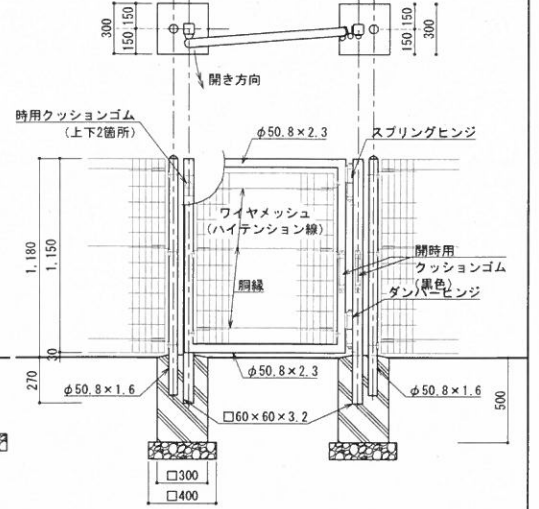 300
150 150
150 150
300
開き方向
時用クッションゴム
(上下2箇所)
φ50.8×2.3
スプリングヒンジ
ワイヤメッシュ
(ハイテンション線)
胴縁
開時用
クッションゴム
(黒色)
ダンパーヒンジ
1,180
1,150
30
270
φ50.8×1.6
φ50.8×2.3
φ50.8×1.6
□60×60×3.2
500
□300
□400